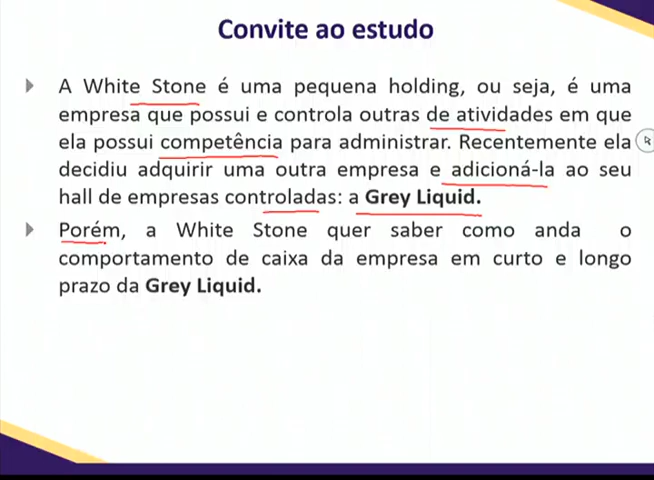 Convite ao estudo
A White Stone é uma pequena holding, ou seja, é uma
empresa que possui e controla outras de atividades em que
ela possui competência para administrar. Recentemente ela
decidiu adquirir uma outra empresa e adicioná-la ao seu
hall de empresas controladas: a Grey Liquid.
Porém, a White Stone quer saber como anda o
comportamento de caixa da empresa em curto e longo
prazo da Grey Liquid.